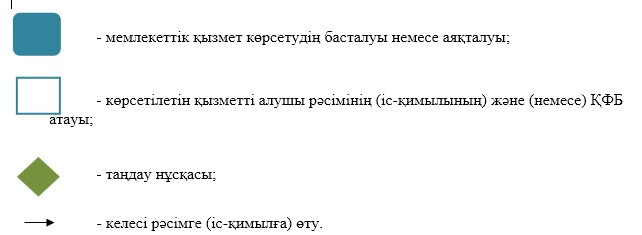 - мемлекеттік қызмет көрсетудің басталуы немесе аяқталуы;
- көрсетілетін қызметті алушы рәсімінің (іс-қимылының) және (немесе) ҚФБ
атауы;
- таңдау нұсқасы;
- келесі рәсімге (іс-қимылға) өту.